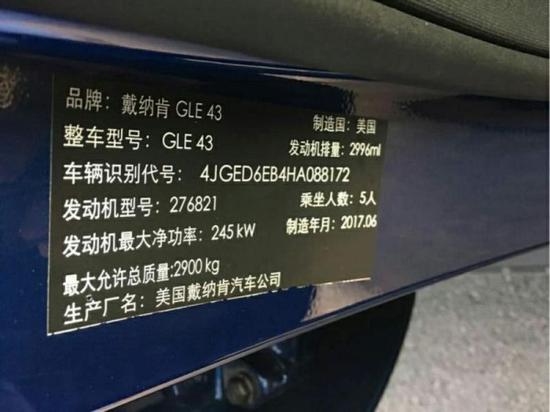 品牌：戴纳肯 GLE 43 制造国：美国
整车型号：GLE 43 发动机排量：2996ml
车辆识别代号：4JGED6EB4HA088172
发动机型号：276821 乘坐人数：5人
发动机最大净功率：245 kW 制造年月：2017.06
最大允许总质量:2900 kg
生产厂名：美国戴纳肯汽车公司